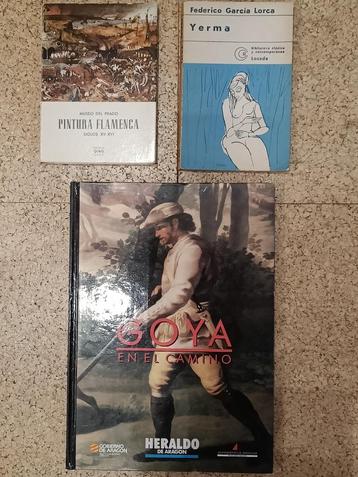 MUSEO DEL PRADO
PINTURA FLAMENCA
SIGLOS XV-XVI
Federico García Lorca
Yerma
Biblioteca clásica
y contemporánea
Losada
GOYA
EN EL CAMINO
GOBIERNO
DE ARAGON
HERALDO
DE ARAGON